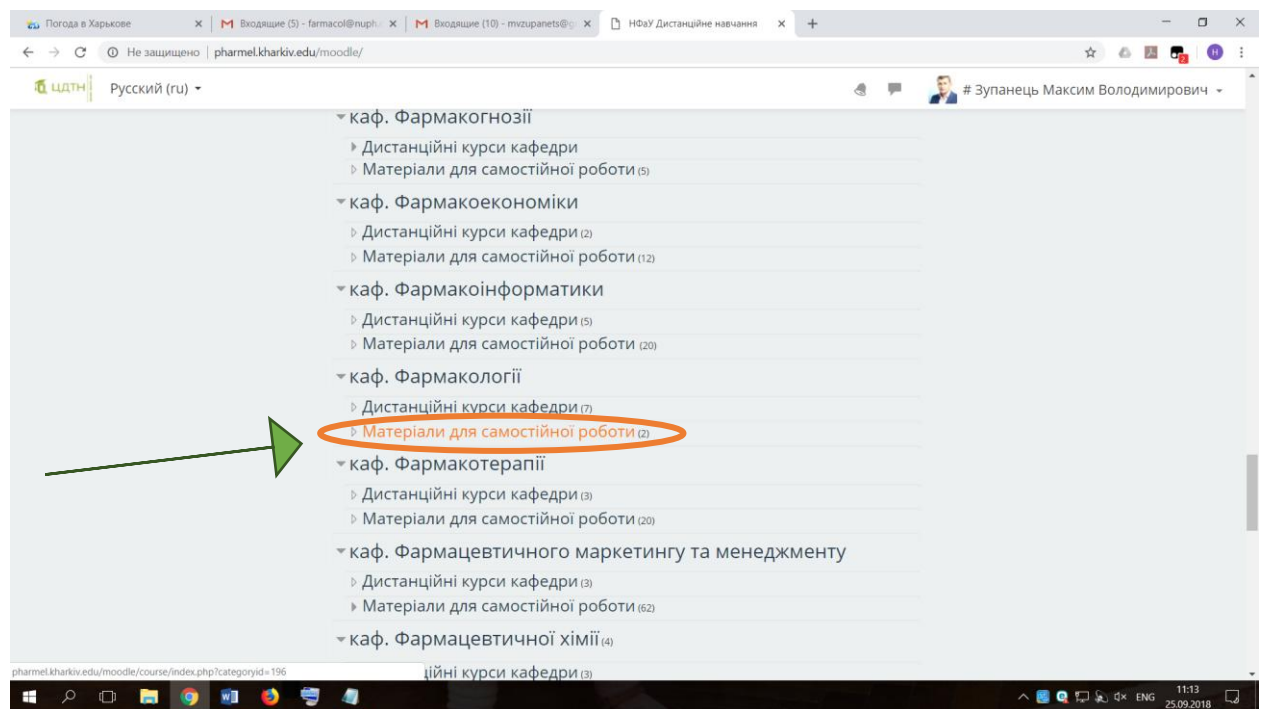 Погода в Харькове
Входящие (5) - farmacol@nuph.
Входящие (10) - mvzupanets@g
НФаУ Дистанційне навчання
Не защищено | pharmel.kharkiv.edu/moodle/
2
Н
ЦДТН
Русский (ru)
# Зупанець Максим Володимирович
каф. Фармакогнозії
Дистанційні курси кафедри
Матеріали для самостійної роботи (5)
каф. Фармакоекономіки
Дистанційні курси кафедри (2)
Матеріали для самостійної роботи (12)
каф. Фармакоінформатики
Дистанційні курси кафедри (5)
Матеріали для самостійної роботи (20)
каф. Фармакології
Дистанційні курси кафедри (7)
Матеріали для самостійної роботи (2)
каф. Фармакотерапії
Дистанційні курси кафедри (3)
Матеріали для самостійної роботи (20)
каф. Фармацевтичного маркетингу та менеджменту
Дистанційні курси кафедри (3)
Матеріали для самостійної роботи (62)
каф. Фармацевтичної хімії (4)
ційні курси кафедри (3)
pharmel.kharkiv.edu/moodle/course/index.php?categoryid=196
ENG
11:13
25.09.2018